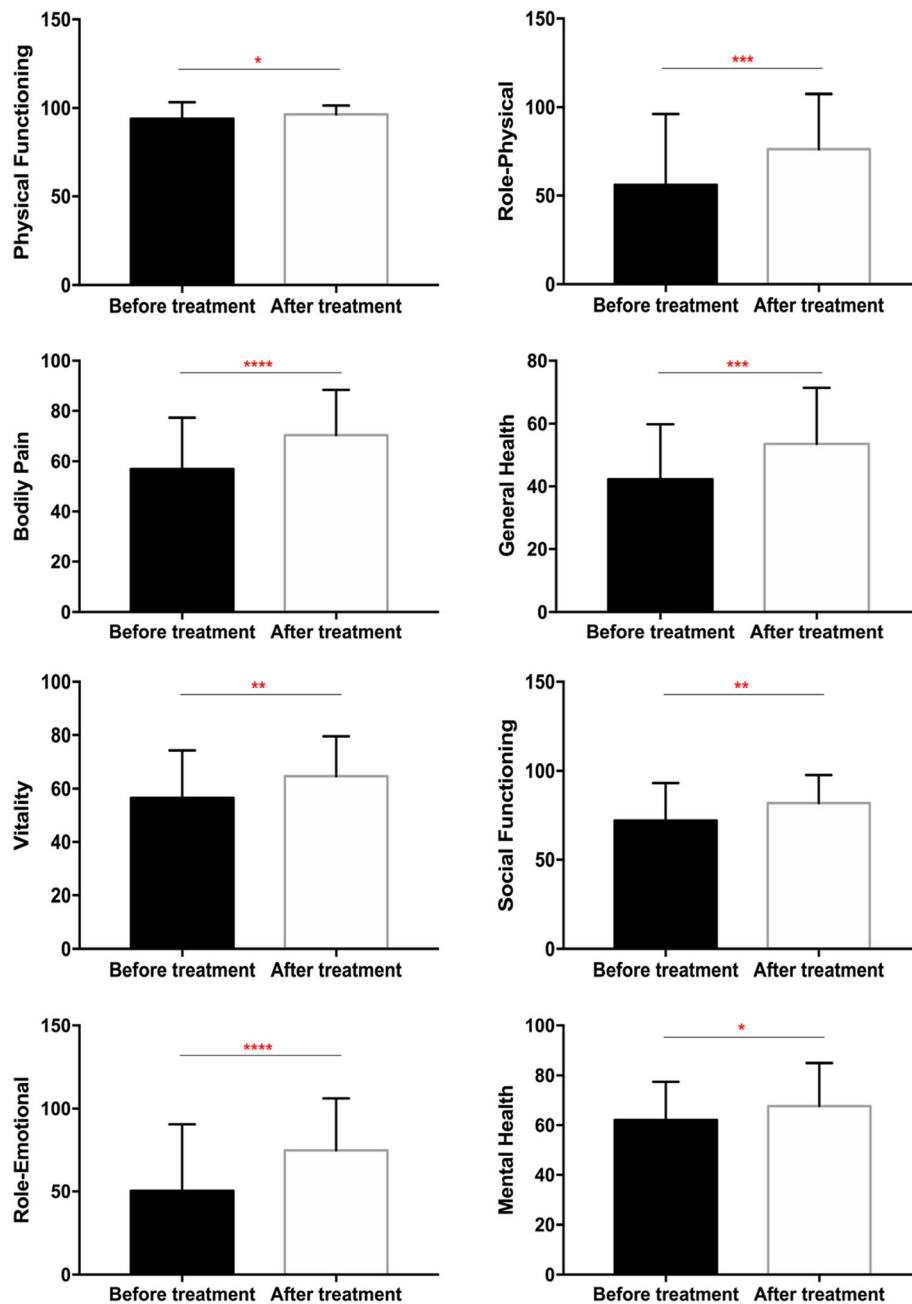 Physical Functioning
150
100
50
0
*
Before treatment After treatment
Role-Physical
150
100
50
0
***
Before treatment After treatment
Bodily Pain
100
80
60
40
20
0
****
Before treatment After treatment
General Health
80
60
40
20
0
***
Before treatment After treatment
Vitality
100
80
60
40
20
0
**
Before treatment After treatment
Social Functioning
150
100
50
0
**
Before treatment After treatment
Role-Emotional
150
100
50
0
****
Before treatment After treatment
Mental Health
100
80
60
40
20
0
*
Before treatment After treatment